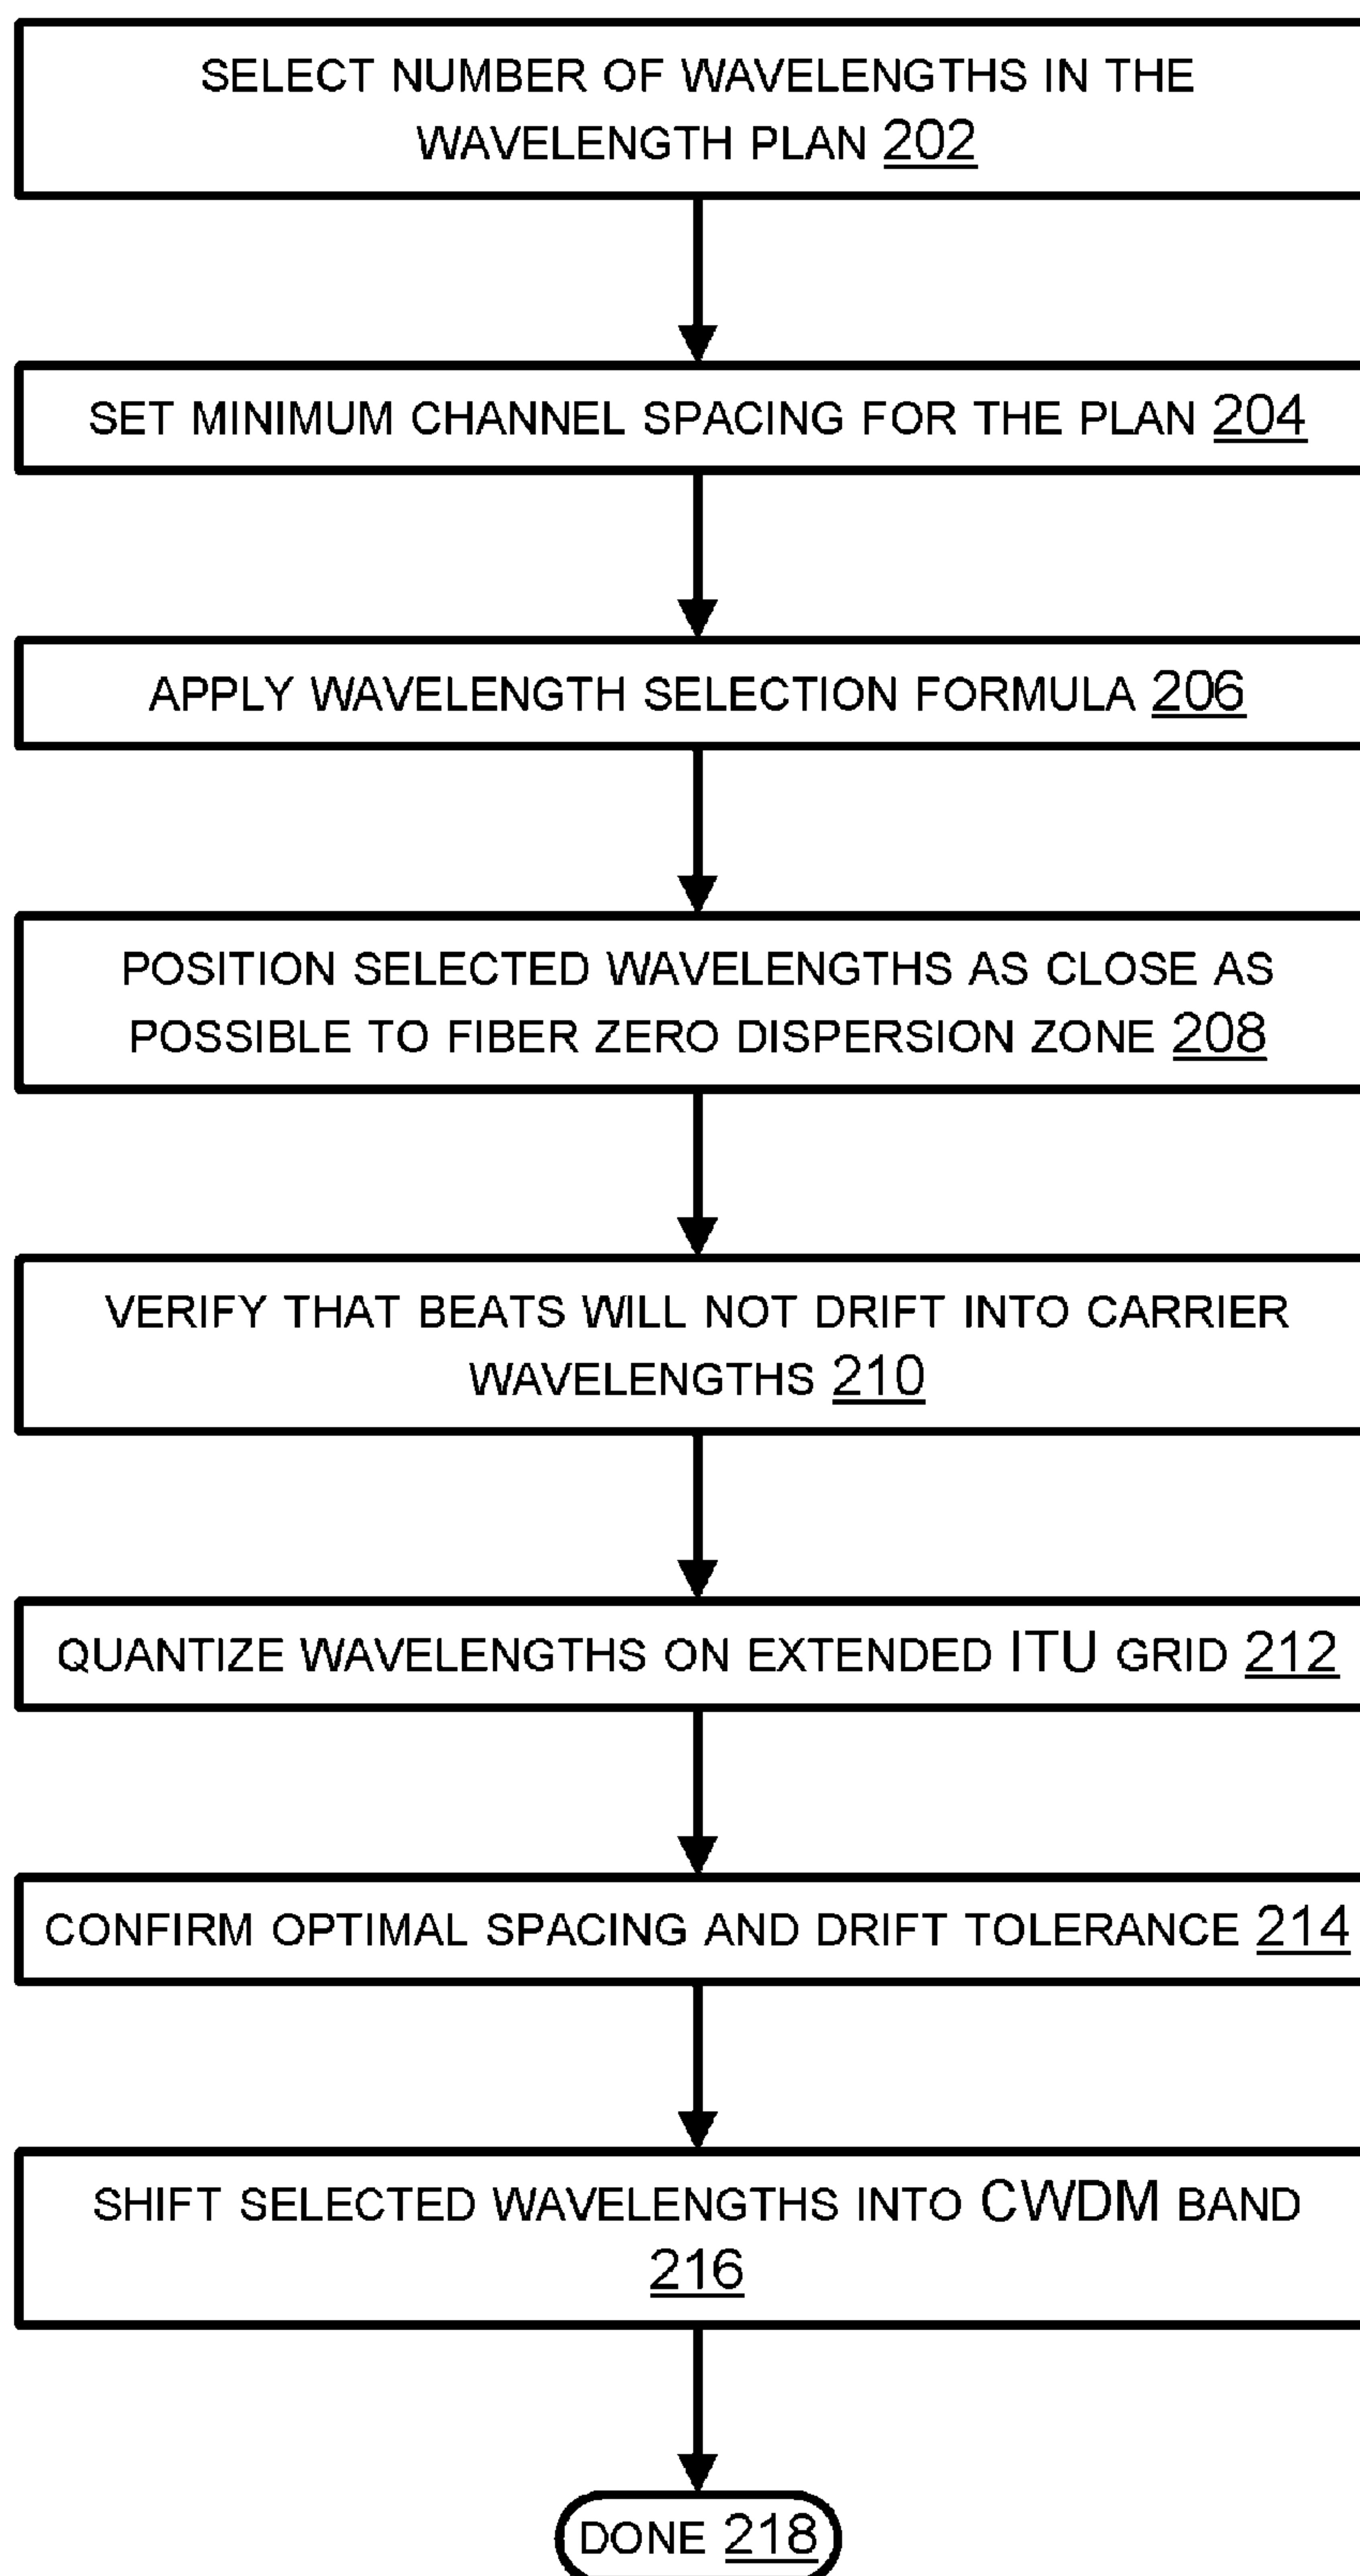 SELECT NUMBER OF WAVELENGTHS IN THE
WAVELENGTH PLAN 202
SET MINIMUM CHANNEL SPACING FOR THE PLAN 204
APPLY WAVELENGTH SELECTION FORMULA 206
POSITION SELECTED WAVELENGTHS AS CLOSE AS
POSSIBLE TO FIBER ZERO DISPERSION ZONE 208
VERIFY THAT BEATS WILL NOT DRIFT INTO CARRIER
WAVELENGTHS 210
QUANTIZE WAVELENGTHS ON EXTENDED ITU GRID 212
CONFIRM OPTIMAL SPACING AND DRIFT TOLERANCE 214
SHIFT SELECTED WAVELENGTHS INTO CWDM BAND
216
DONE 218